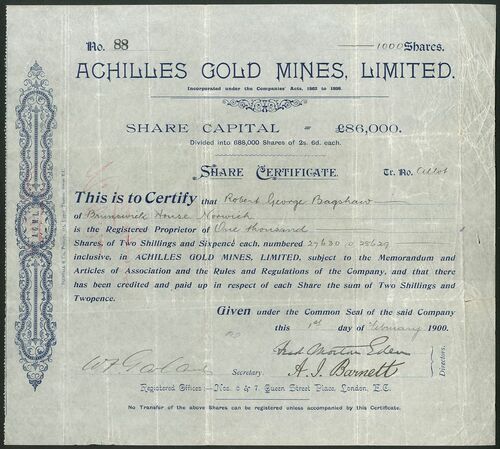 No. 88
1000 Shares.
ACHILLES GOLD MINES, LIMITED.
Incorporated under the Companies' Acts, 1862 to 1898.
SHARE CAPITAL = £86,000.
Divided into 688,000 Shares of 2s. 6d. each.
SHARE CERTIFICATE.
Tr. No. Allot
This is to Certify that Robert George Bagshaw
of Brunswick House Norwich
is the Registered Proprietor of One thousand
Shares of Two Shillings and Sixpence each, numbered 27630 @ 28629
inclusive, in ACHILLES GOLD MINES, LIMITED, subject to the Memorandum and
Articles of Association and the Rules and Regulations of the Company, and that there
has been credited and paid up in respect of each Share the sum of Two Shillings and
Twopence.
Given under the Common Seal of the said Company
this 1st day of February 1900.
Fred Morton Eden
A. J. Barnett
Directors.
Secretary.
Registered Offices:—Nos. 6 & 7, Queen Street Place, London, E.C.
No Transfer of the above Shares can be registered unless accompanied by this Certificate.